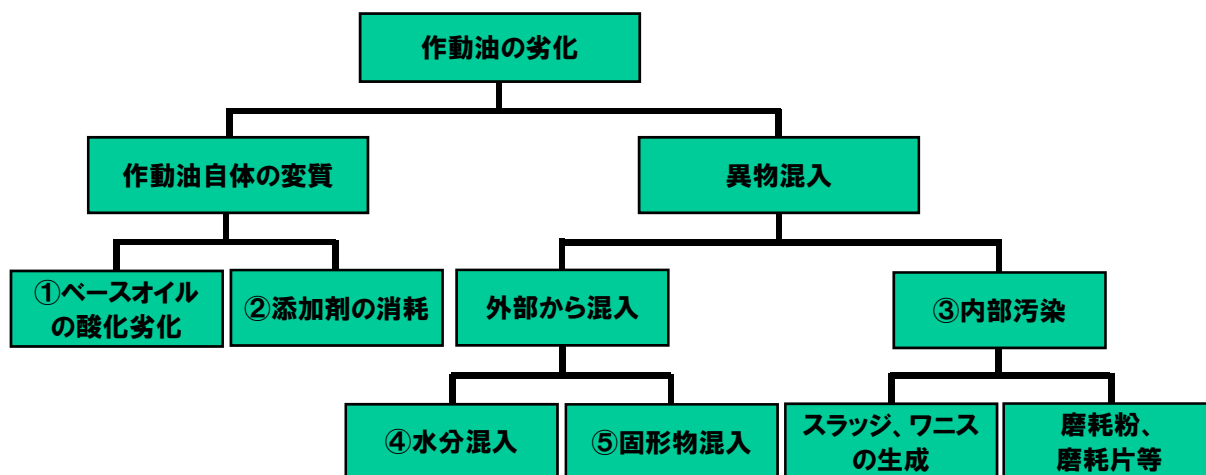 作動油の劣化
作動油自体の変質
異物混入
①ベースオイル
の酸化劣化
②添加剤の消耗
外部から混入
③内部汚染
④水分混入
⑤固形物混入
スラッジ、ワニス
の生成
磨耗粉、
磨耗片等